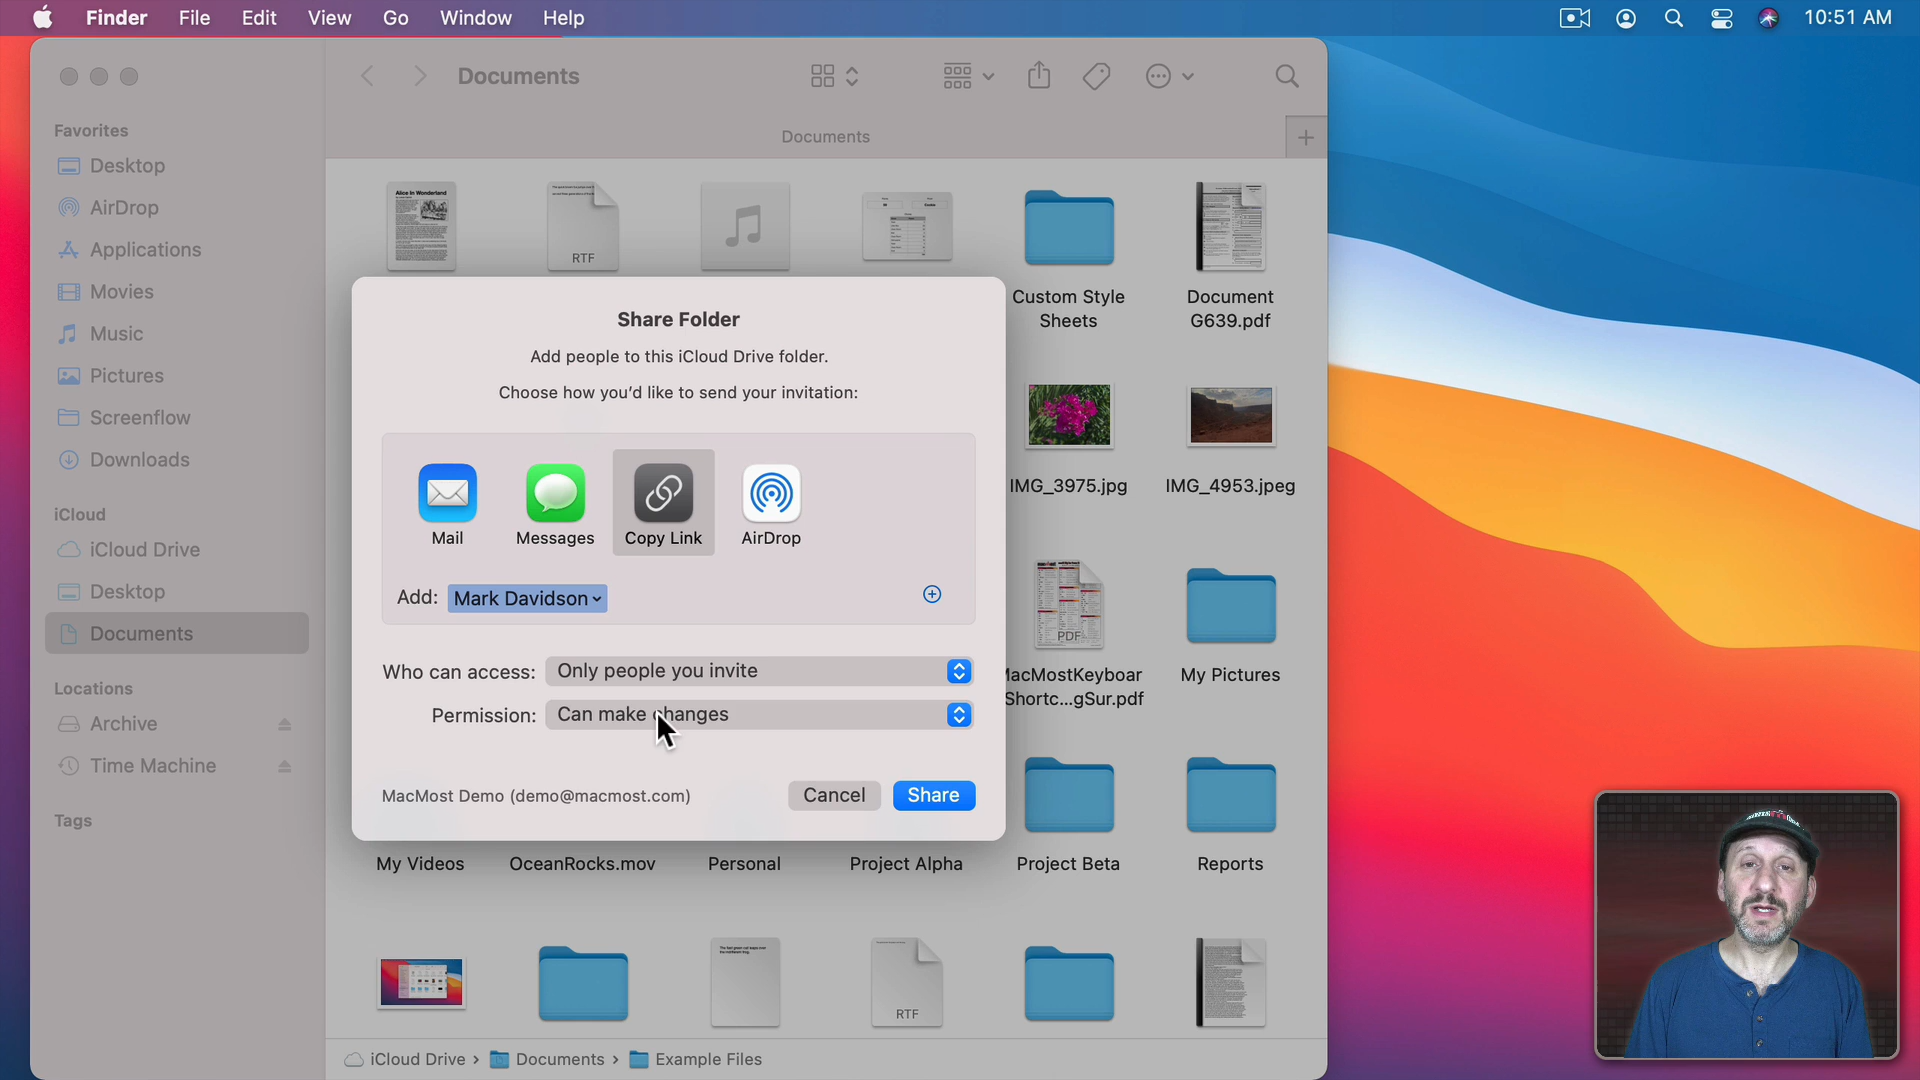 Finder File Edit View Go Window Help 10:51 AM
Documents
Documents
Favorites
Desktop
AirDrop
Applications
Movies
Music
Pictures
Screenflow
Downloads
iCloud
iCloud Drive
Desktop
Documents
Locations
Archive
Time Machine
Tags
Alice in Wonderland
RTF
Custom Style
Sheets
Document
G639.pdf
Share Folder
Add people to this iCloud Drive folder.
Choose how you'd like to send your invitation:
Mail Messages Copy Link AirDrop
Add: Mark Davidson
Who can access: Only people you invite
Permission: Can make changes
MacMost Demo (demo@macmost.com) Cancel Share
IMG_3975.jpg IMG_4953.jpeg
PDF
MacMostKeyboar
Shortc...gSur.pdf
My Pictures
My Videos OceanRocks.mov Personal Project Alpha Project Beta Reports
RTF
iCloud Drive › Documents › Example Files